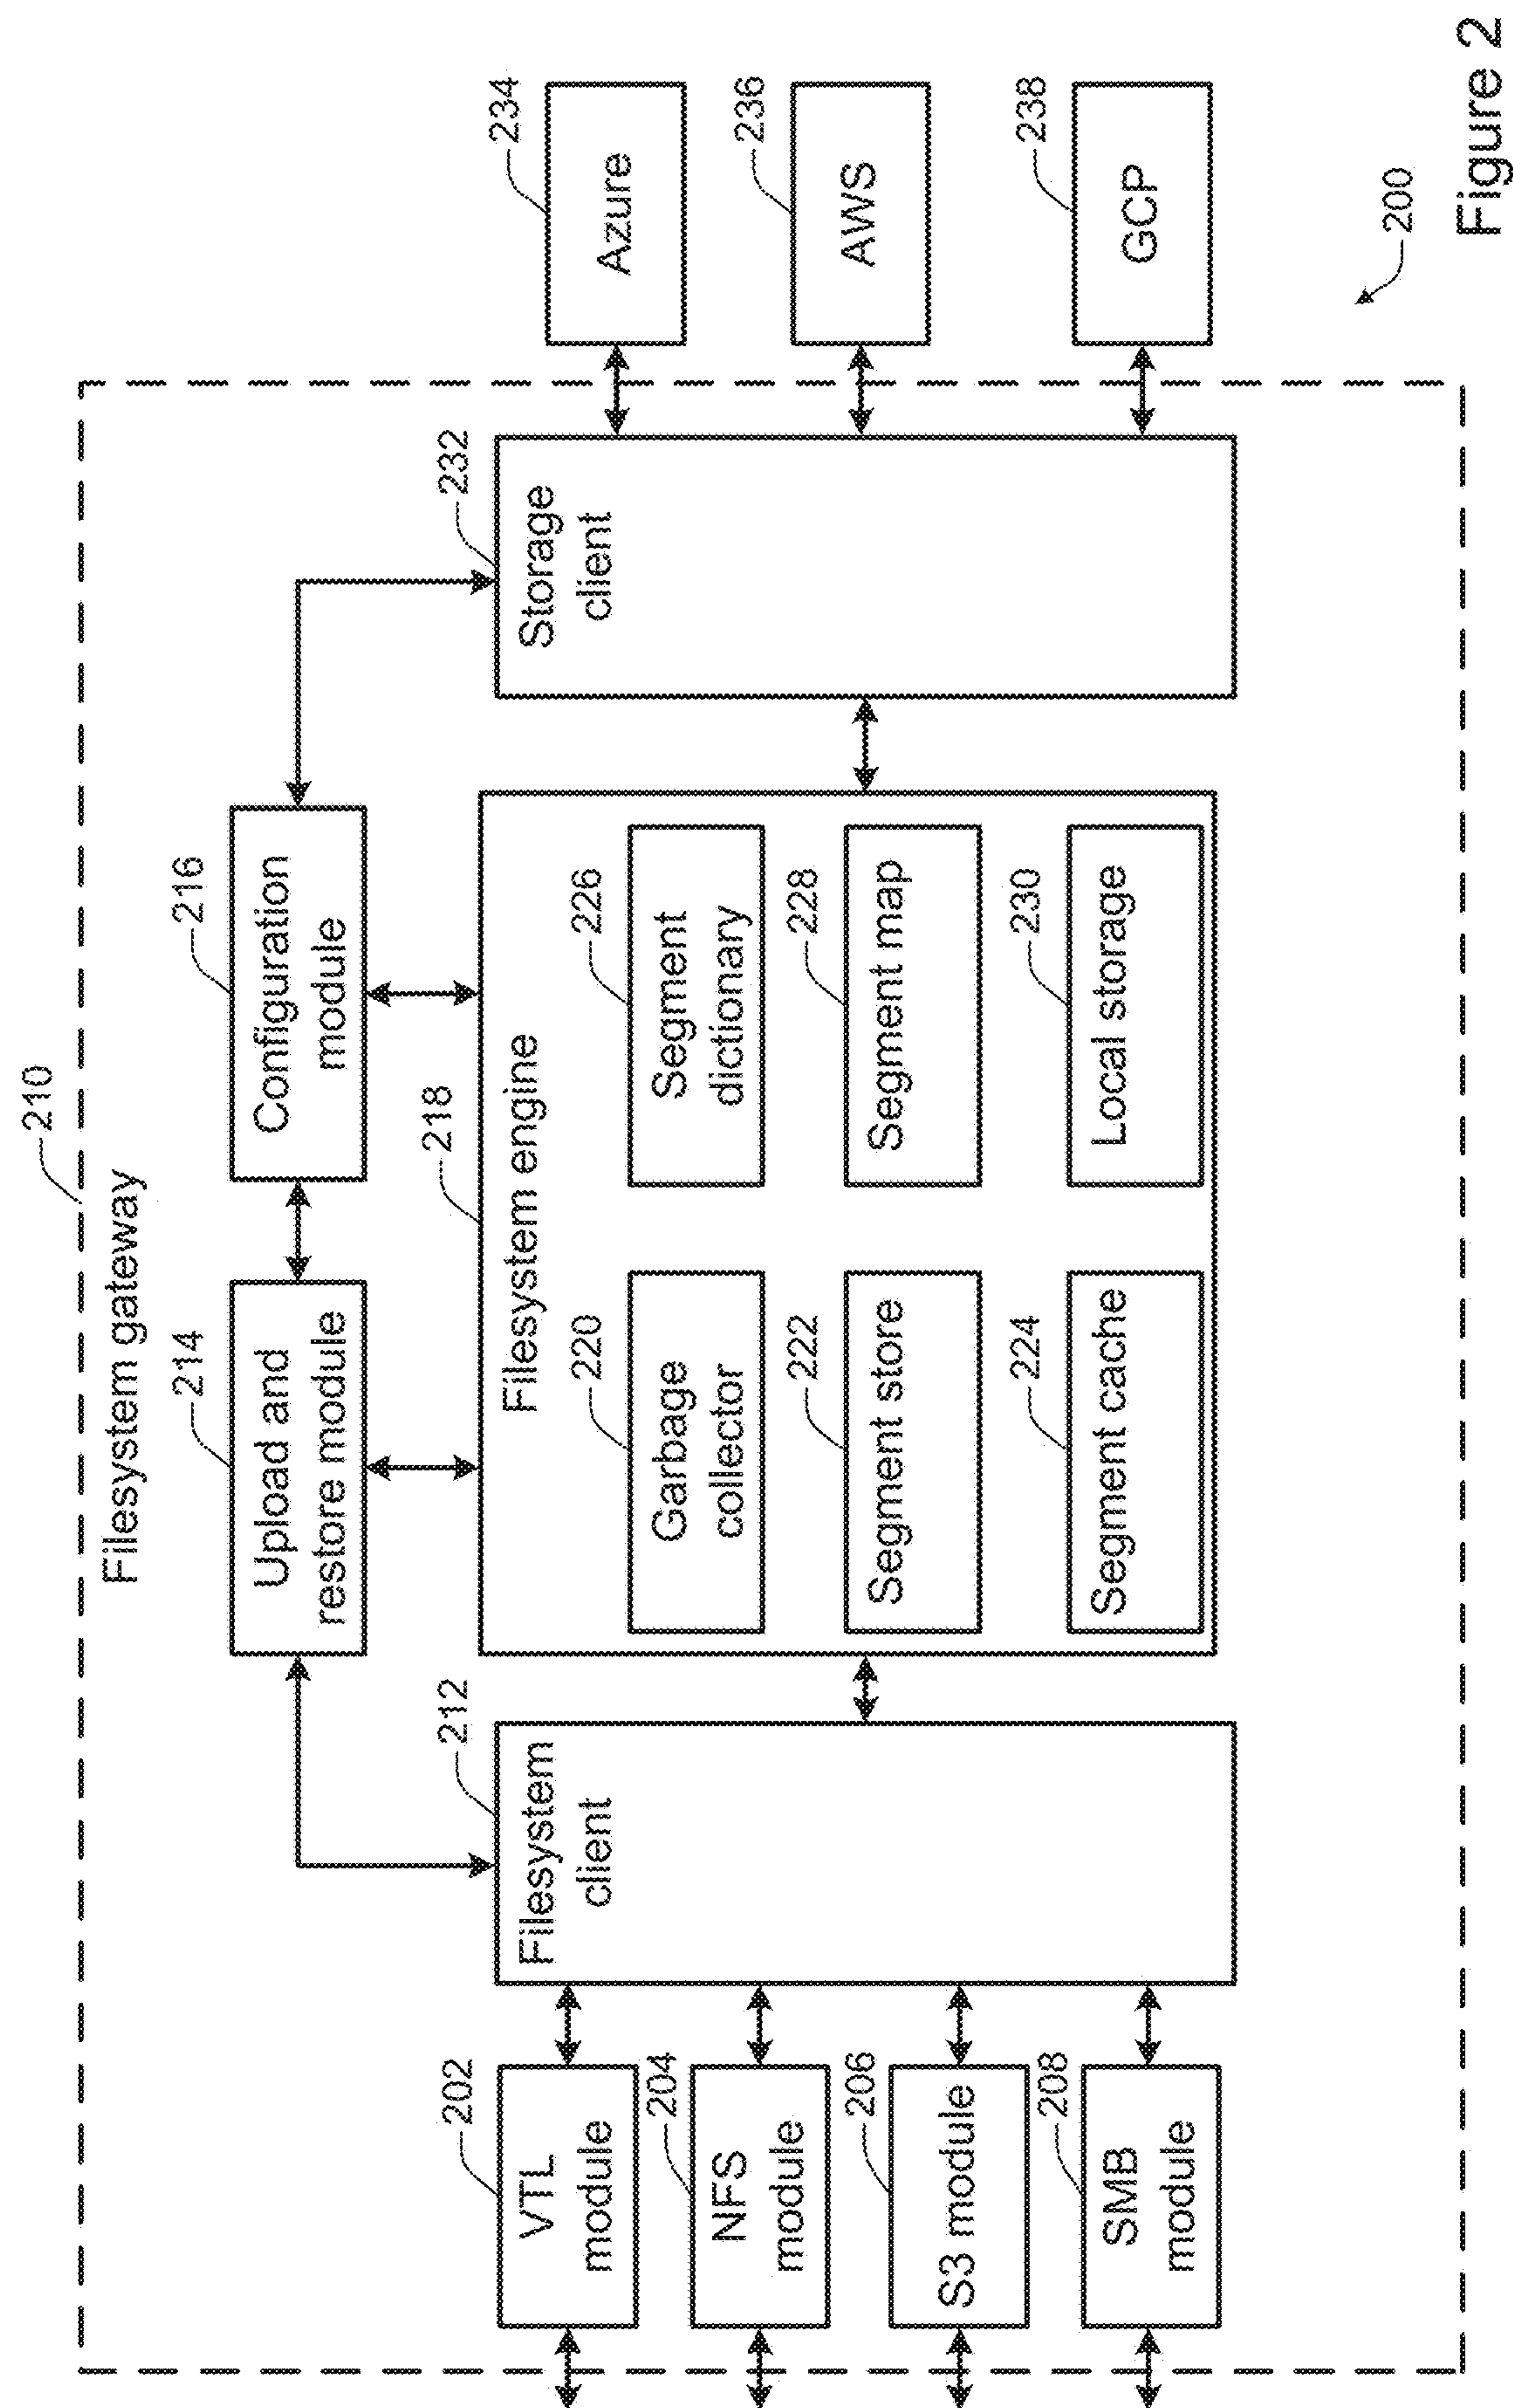 210
Filesystem gateway
214
Upload and
restore module
216
Configuration
module
202
VTL
module
204
NFS
module
206
S3 module
208
SMB
module
212
Filesystem
client
218
Filesystem engine
220
Garbage
collector
222
Segment store
224
Segment cache
226
Segment
dictionary
228
Segment map
230
Local storage
232
Storage
client
234
Azure
236
AWS
238
GCP
200
Figure 2